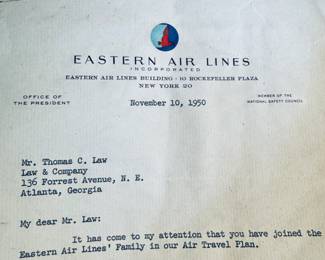 EASTERN AIR LINES
INCORPORATED
EASTERN AIR LINES BUILDING · 10 ROCKEFELLER PLAZA
NEW YORK 20
OFFICE OF
THE PRESIDENT
November 10, 1950
MEMBER OF THE
NATIONAL SAFETY COUNCIL
Mr. Thomas C. Law
Law & Company
136 Forrest Avenue, N. E.
Atlanta, Georgia
My dear Mr. Law:
It has come to my attention that you have joined the
Eastern Air Lines' Family in our Air Travel Plan.